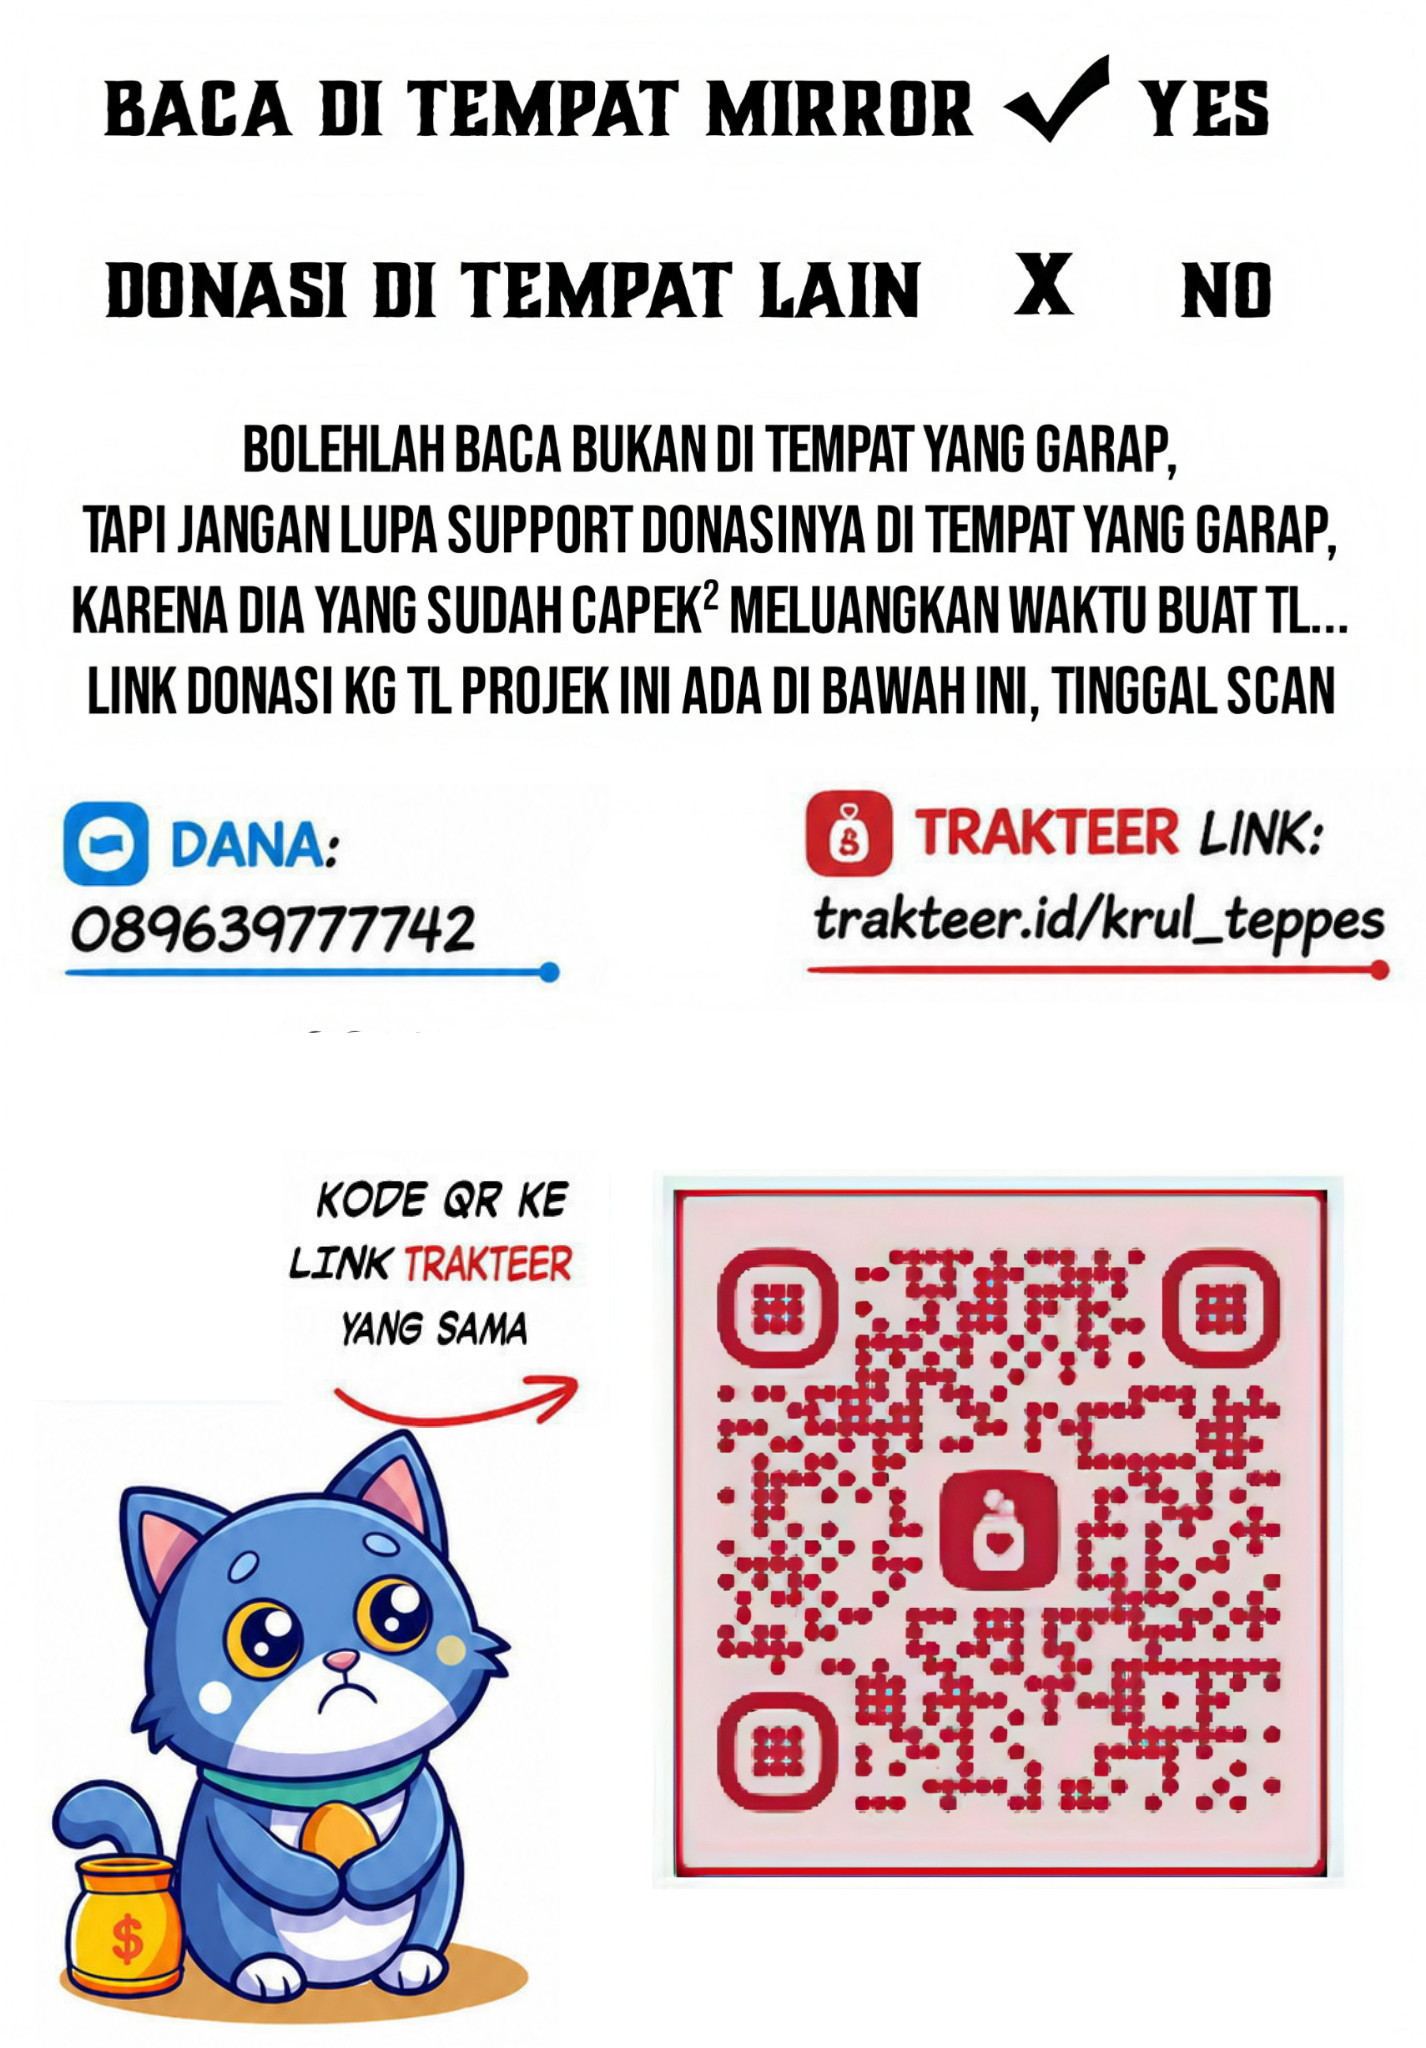 BACA DI TEMPAT MIRROR ✓ YES
DONASI DI TEMPAT LAIN X NO
BOLEHLAH BACA BUKAN DI TEMPAT YANG GARAP,
TAPI JANGAN LUPA SUPPORT DONASINYA DI TEMPAT YANG GARAP,
KARENA DIA YANG SUDAH CAPEK² MELUANGKAN WAKTU BUAT TL...
LINK DONASI KG TL PROJEK INI ADA DI BAWAH INI, TINGGAL SCAN
DANA:
089639777742
TRAKTEER LINK:
trakteer.id/krul_teppes
KODE QR KE
LINK TRAKTEER
YANG SAMA
$